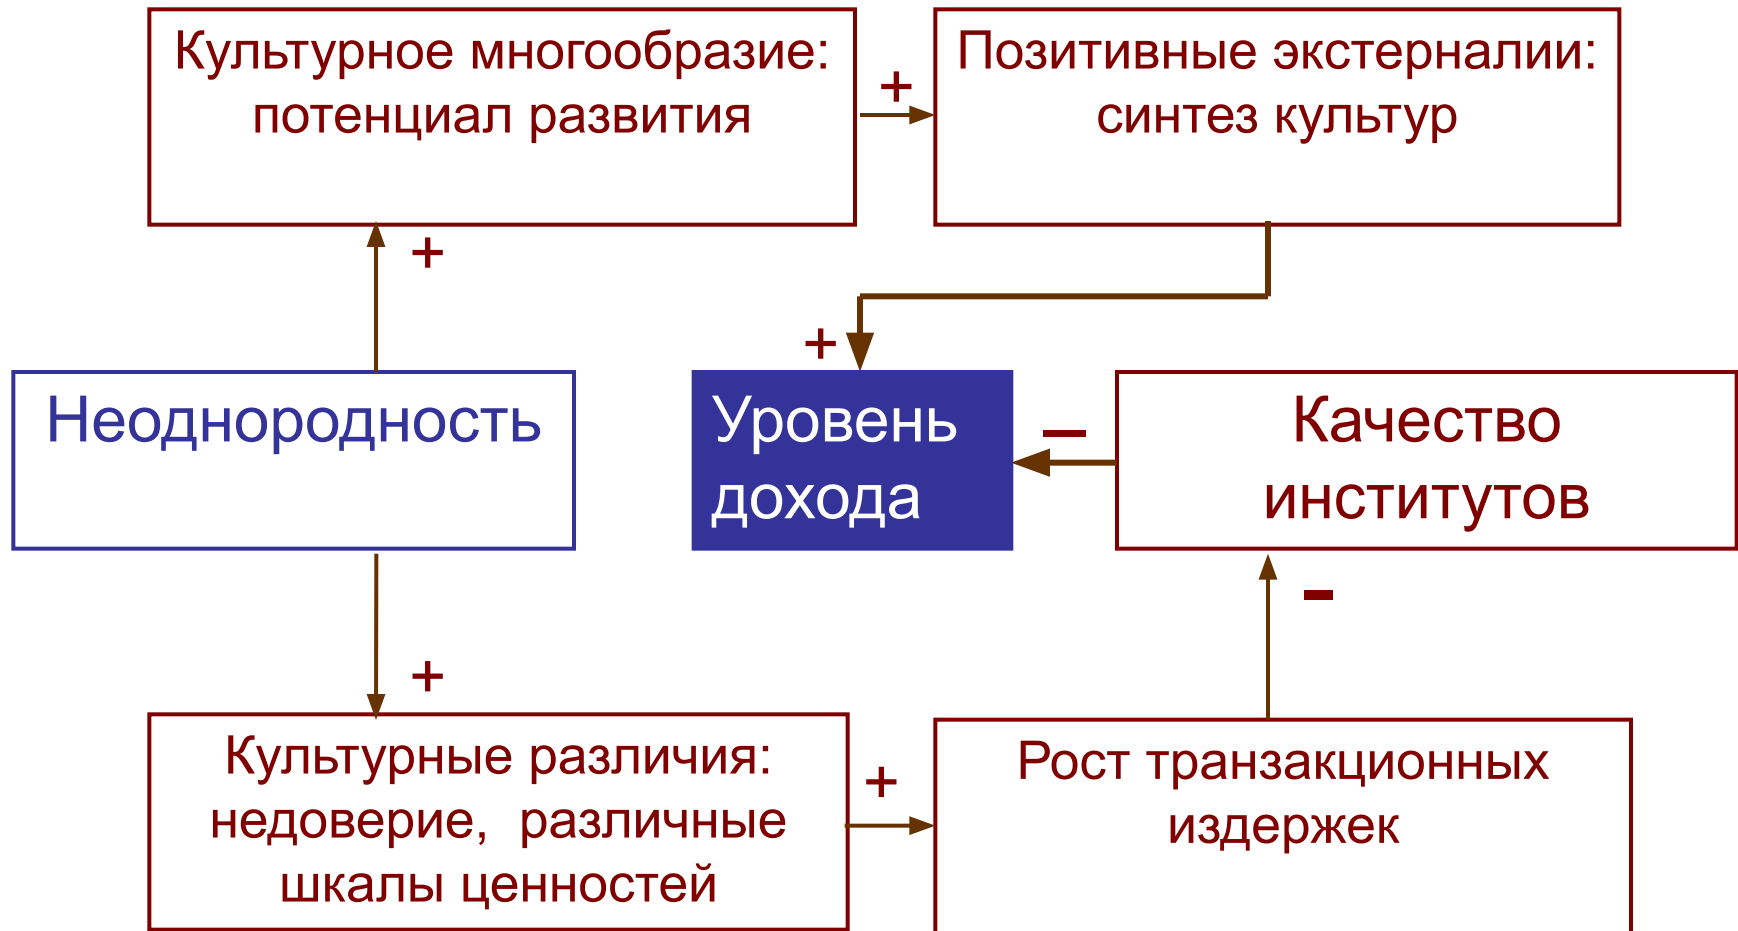 Культурное многообразие:
потенциал развития
+
Позитивные экстерналии:
синтез культур
+
+
Неоднородность
Уровень
дохода
–
Качество
институтов
-
+
Культурные различия:
недоверие, различные
шкалы ценностей
+
Рост транзакционных
издержек